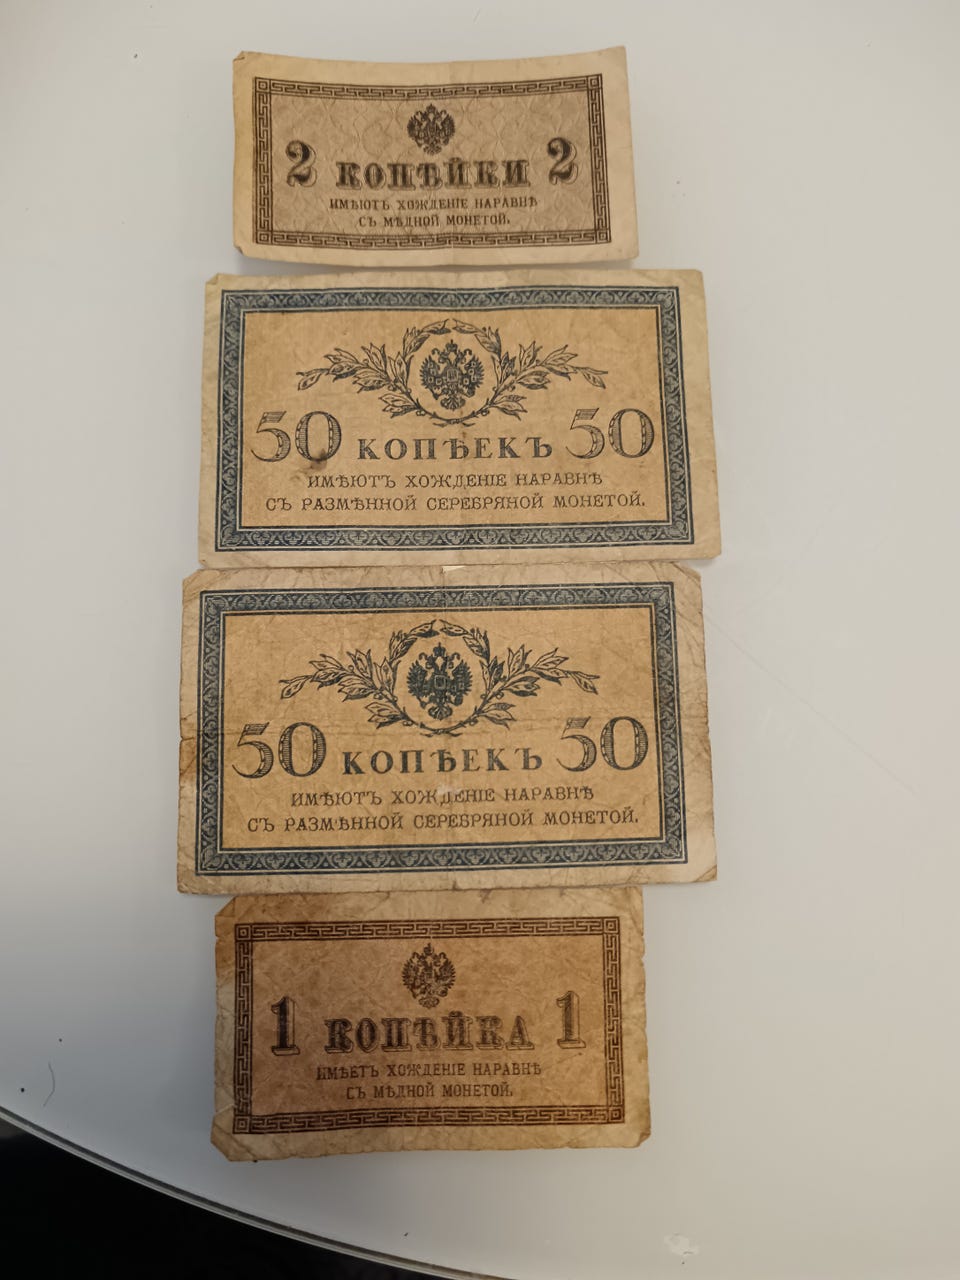 2 КОПѢЙКИ 2
ИМѢЮТЪ ХОЖДЕНІЕ НАРАВНѢ
СЪ МѢДНОЙ МОНЕТОЙ.
50 КОПѢЕКЪ 50
ИМѢЮТЪ ХОЖДЕНІЕ НАРАВНѢ
СЪ РАЗМѢННОЙ СЕРЕБРЯНОЙ МОНЕТОЙ.
50 КОПѢЕКЪ 50
ИМѢЮТЪ ХОЖДЕНІЕ НАРАВНѢ
СЪ РАЗМѢННОЙ СЕРЕБРЯНОЙ МОНЕТОЙ.
1 КОПѢЙКА 1
ИМѢЕТЪ ХОЖДЕНІЕ НАРАВНѢ
СЪ МѢДНОЙ МОНЕТОЙ.